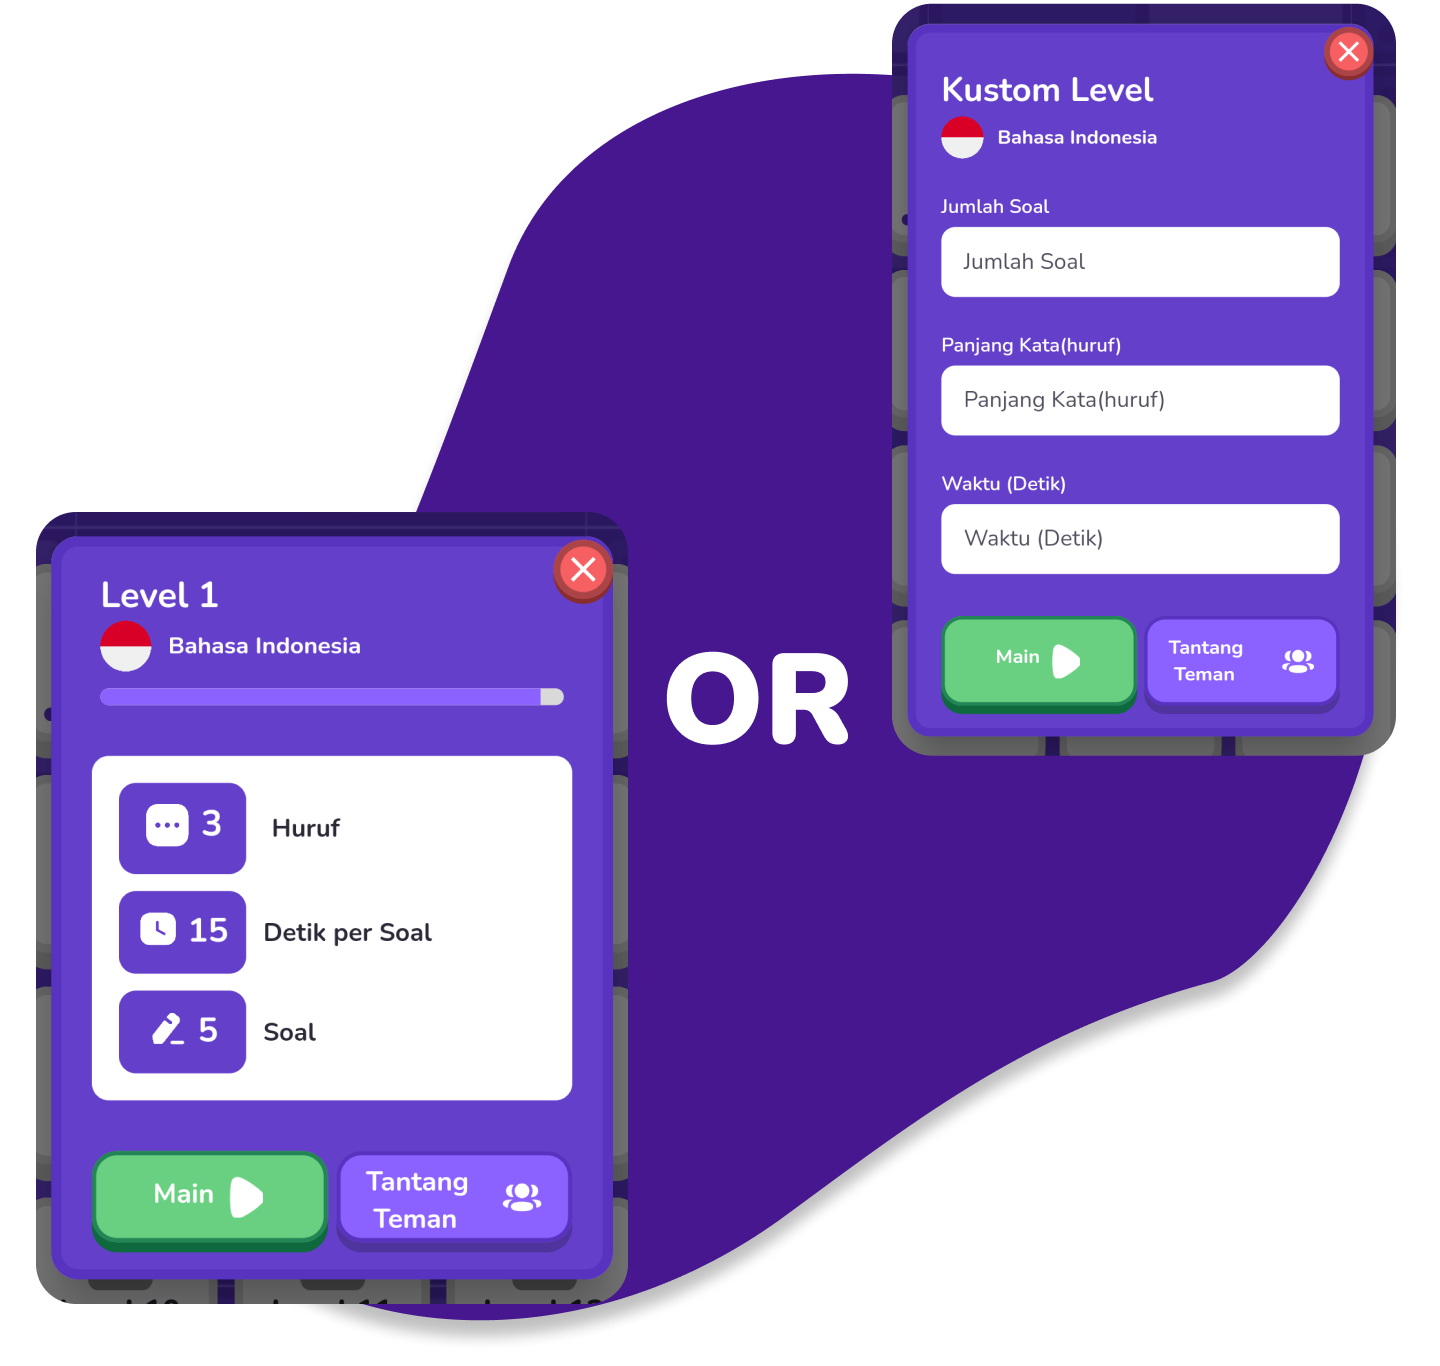 Kustom Level
Bahasa Indonesia
Jumlah Soal
Jumlah Soal
Panjang Kata(huruf)
Panjang Kata(huruf)
Waktu (Detik)
Waktu (Detik)
Main
Tantang
Teman
OR
Level 1
Bahasa Indonesia
3 Huruf
15 Detik per Soal
5 Soal
Main
Tantang
Teman